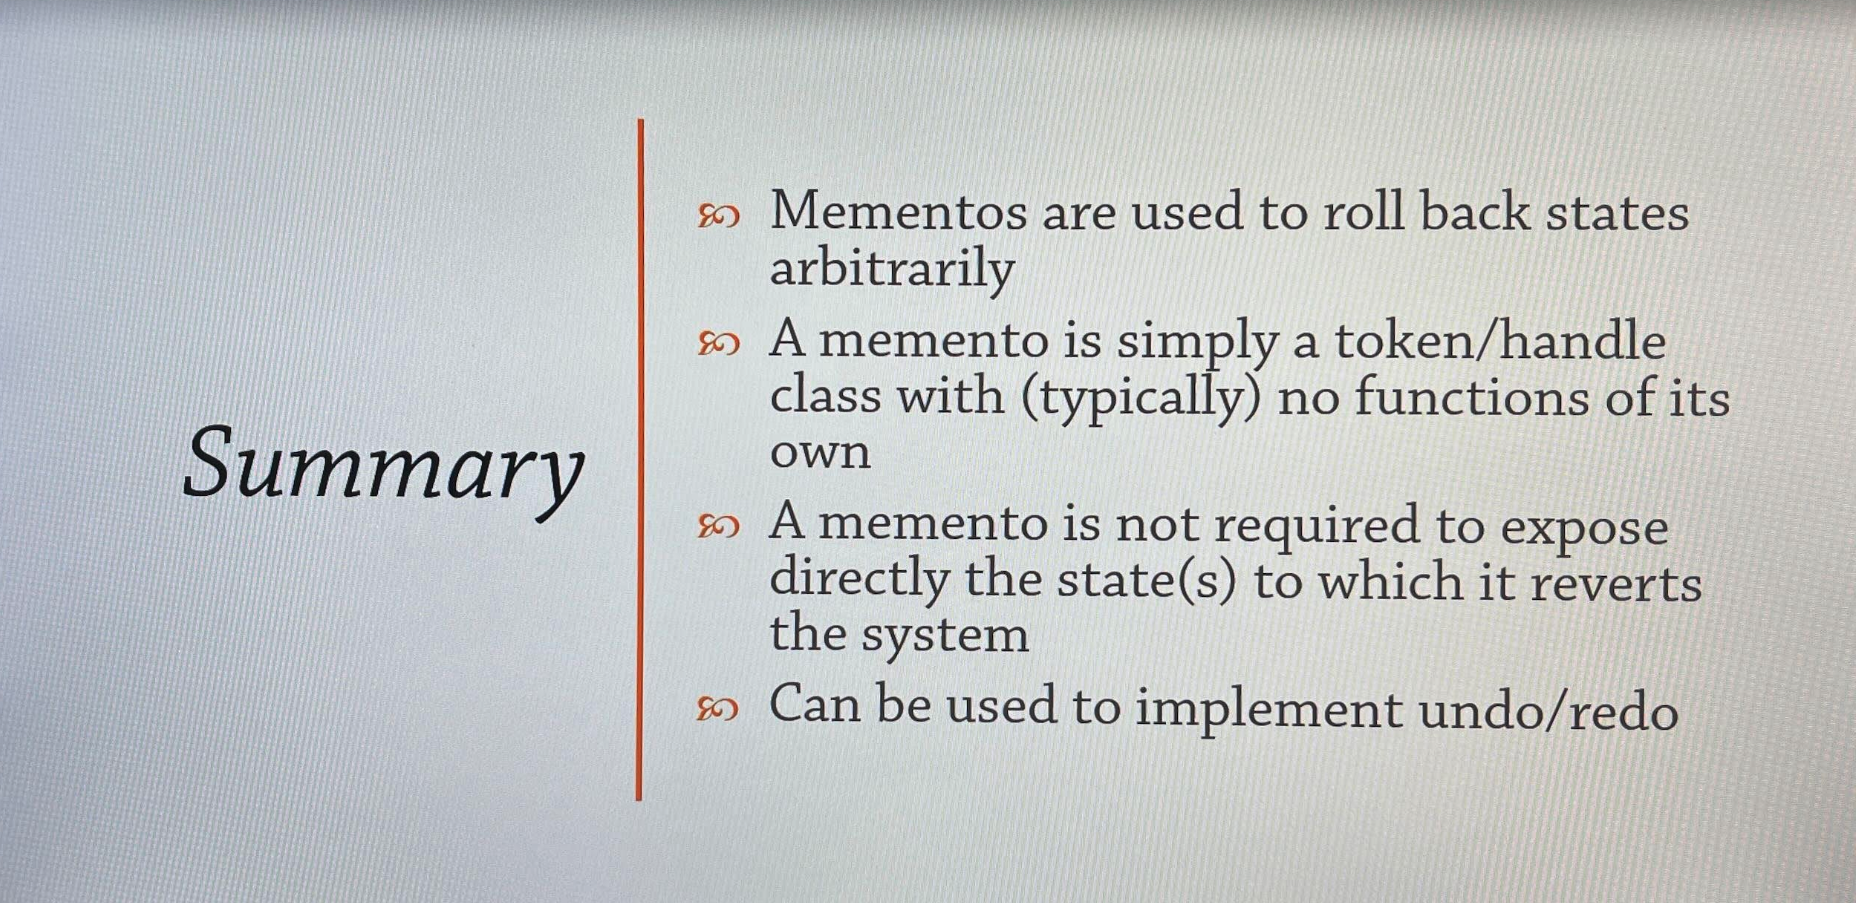 Summary
Mementos are used to roll back states
arbitrarily
A memento is simply a token/handle
class with (typically) no functions of its
own
A memento is not required to expose
directly the state(s) to which it reverts
the system
Can be used to implement undo/redo